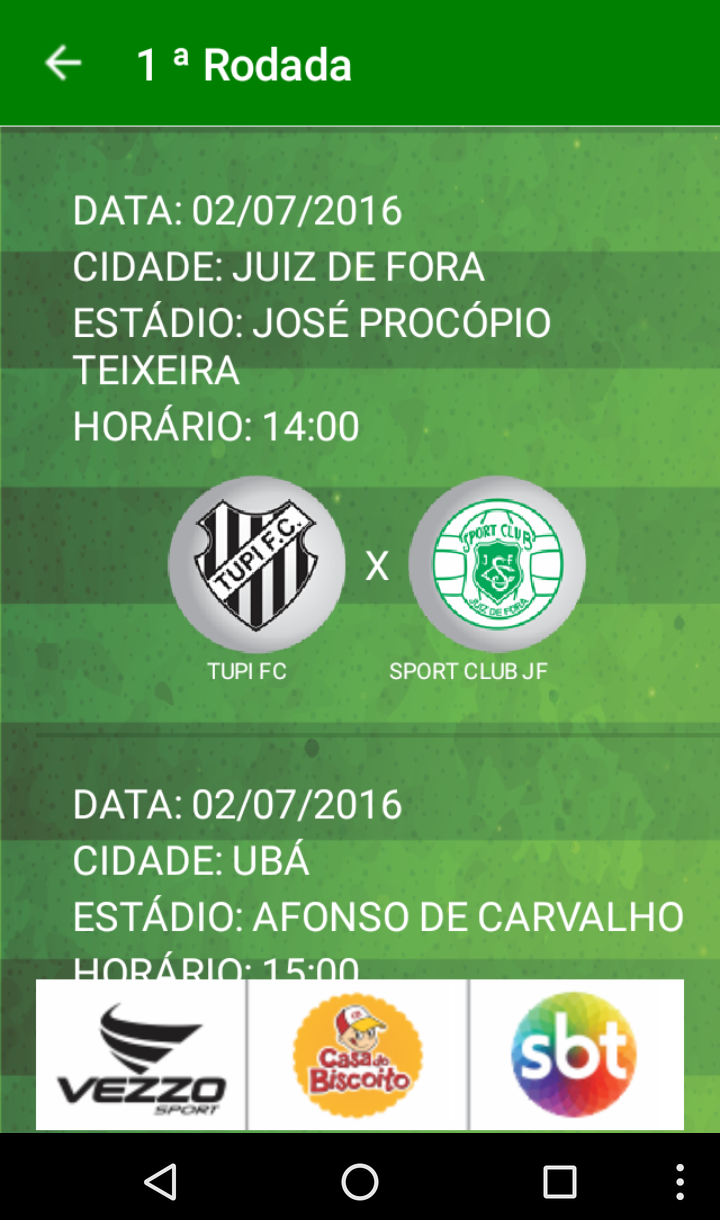 1 ª Rodada
DATA: 02/07/2016
CIDADE: JUIZ DE FORA
ESTÁDIO: JOSÉ PROCÓPIO
TEIXEIRA
HORÁRIO: 14:00
TUPI F.C.
X
SPORT CLUB
J F
JUIZ DE FORA
TUPI FC
SPORT CLUB JF
DATA: 02/07/2016
CIDADE: UBÁ
ESTÁDIO: AFONSO DE CARVALHO
HORÁRIO: 15:00
VEZZO
SPORT
Casa do
Biscoito
sbt